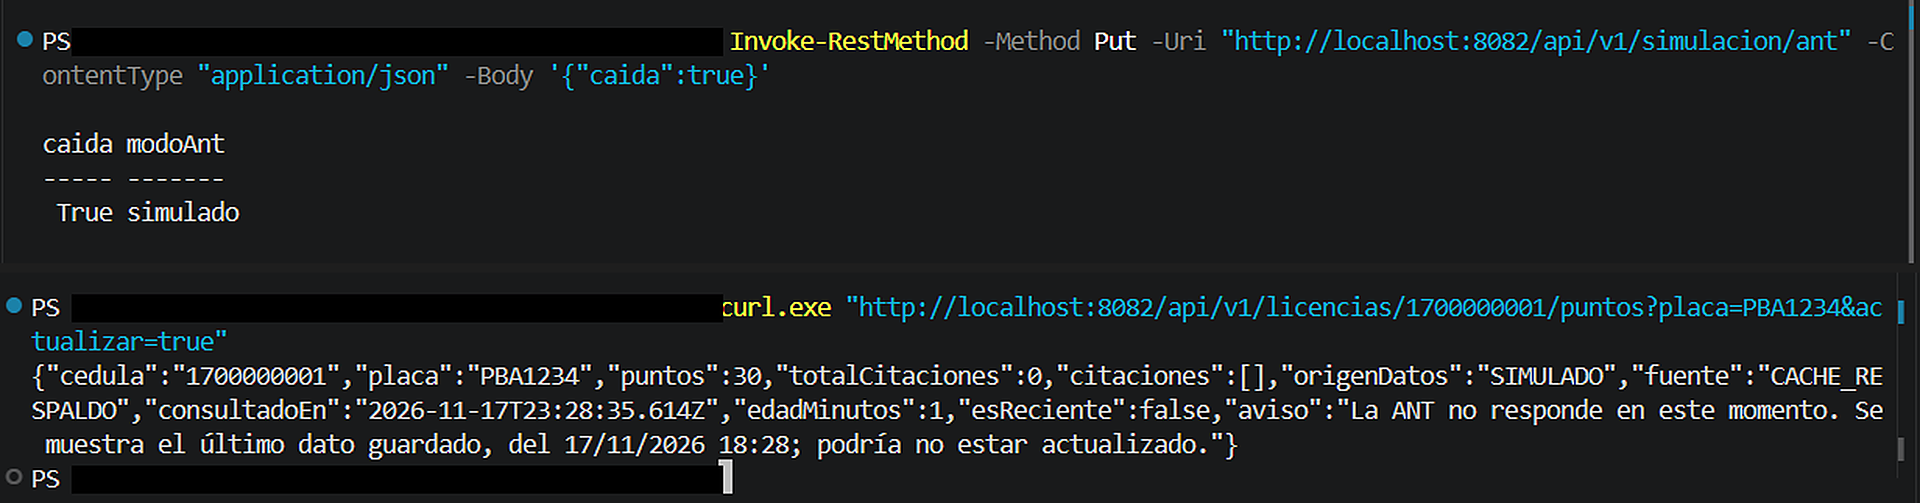 PS Invoke-RestMethod -Method Put -Uri "http://localhost:8082/api/v1/simulacion/ant" -C
ontentType "application/json" -Body '{"caida":true}'
caida modoAnt
----- -------
True simulado
PS curl.exe "http://localhost:8082/api/v1/licencias/1700000001/puntos?placa=PBA1234&ac
tualizar=true"
{"cedula":"1700000001","placa":"PBA1234","puntos":30,"totalCitaciones":0,"citaciones":[],"origenDatos":"SIMULADO","fuente":"CACHE_RE
SPALDO","consultadoEn":"2026-11-17T23:28:35.614Z","edadMinutos":1,"esReciente":false,"aviso":"La ANT no responde en este momento. Se
muestra el último dato guardado, del 17/11/2026 18:28; podría no estar actualizado."}
PS